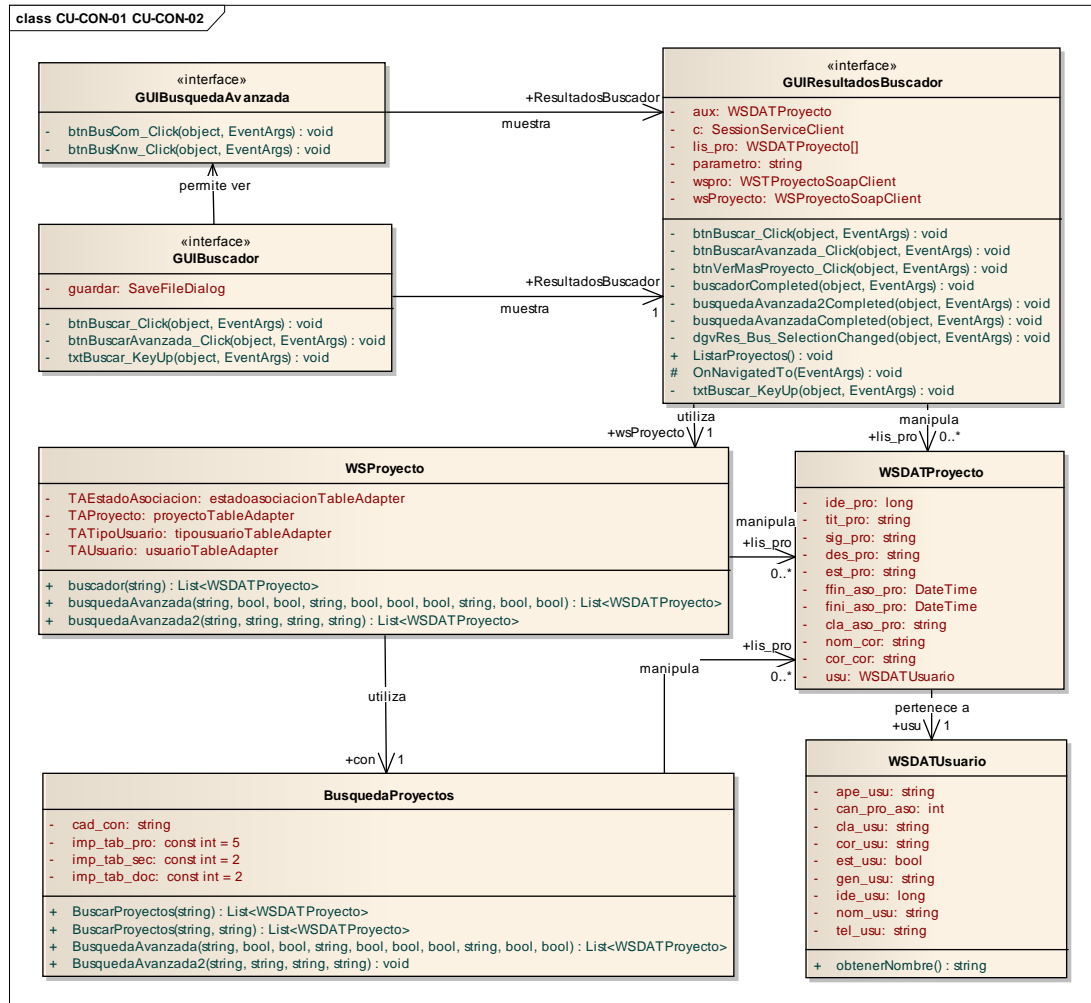 class CU-CON-01 CU-CON-02
«interface»
GUIBusquedaAvanzada
- btnBusCom_Click(object, EventArgs) : void
- btnBusKnw_Click(object, EventArgs) : void
+ResultadosBuscador
muestra
permite ver
«interface»
GUIBuscador
- guardar: SaveFileDialog
- btnBuscar_Click(object, EventArgs) : void
- btnBuscarAvanzada_Click(object, EventArgs) : void
- txtBuscar_KeyUp(object, EventArgs) : void
+ResultadosBuscador
muestra
1
«interface»
GUIResultadosBuscador
- aux: WSDATProyecto
- c: SessionServiceClient
- lis_pro: WSDATProyecto[]
- parametro: string
- wspro: WSTProyectoSoapClient
- wsProyecto: WSProyectoSoapClient
- btnBuscar_Click(object, EventArgs) : void
- btnBuscarAvanzada_Click(object, EventArgs) : void
- btnVerMasProyecto_Click(object, EventArgs) : void
- buscadorCompleted(object, EventArgs) : void
- busquedaAvanzada2Completed(object, EventArgs) : void
- busquedaAvanzadaCompleted(object, EventArgs) : void
- dgvRes_Bus_SelectionChanged(object, EventArgs) : void
+ ListarProyectos() : void
# OnNavigatedTo(EventArgs) : void
- txtBuscar_KeyUp(object, EventArgs) : void
utiliza
+wsProyecto 1
manipula
+lis_pro 0..*
WSProyecto
- TAEstadoAsociacion: estadoasociacionTableAdapter
- TAProyecto: proyectoTableAdapter
- TATipoUsuario: tipousuarioTableAdapter
- TAUsuario: usuarioTableAdapter
+ buscador(string) : List<WSDATProyecto>
+ busquedaAvanzada(string, bool, bool, string, bool, bool, bool, string, bool, bool) : List<WSDATProyecto>
+ busquedaAvanzada2(string, string, string, string) : List<WSDATProyecto>
manipula
+lis_pro
0..*
WSDATProyecto
- ide_pro: long
- tit_pro: string
- sig_pro: string
- des_pro: string
- est_pro: string
- ffin_aso_pro: DateTime
- fini_aso_pro: DateTime
- cla_aso_pro: string
- nom_cor: string
- cor_cor: string
- usu: WSDATUsuario
+lis_pro
manipula
0..*
utiliza
+con 1
pertenece a
+usu 1
BusquedaProyectos
- cad_con: string
- imp_tab_pro: const int = 5
- imp_tab_sec: const int = 2
- imp_tab_doc: const int = 2
+ BuscarProyectos(string) : List<WSDATProyecto>
+ BuscarProyectos(string, string) : List<WSDATProyecto>
+ BusquedaAvanzada(string, bool, bool, string, bool, bool, bool, string, bool, bool) : List<WSDATProyecto>
+ BusquedaAvanzada2(string, string, string, string) : void
WSDATUsuario
- ape_usu: string
- can_pro_aso: int
- cla_usu: string
- cor_usu: string
- est_usu: bool
- gen_usu: string
- ide_usu: long
- nom_usu: string
- tel_usu: string
+ obtenerNombre() : string